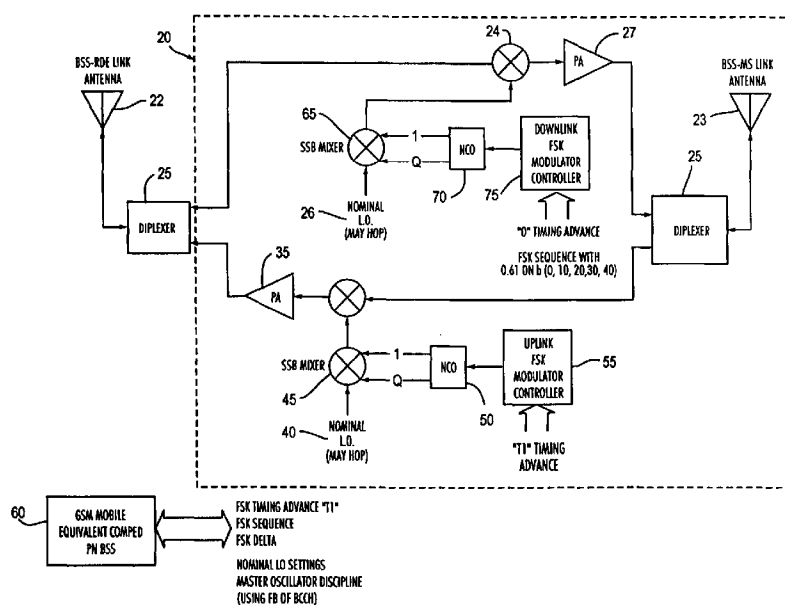 20
BSS-RDE LINK
ANTENNA
22
24
PA
27
BSS-MS LINK
ANTENNA
23
65
SSB MIXER
1
Q
NCO
70
DOWNLINK
FSK
MODULATOR
CONTROLLER
75
NOMINAL
L.O.
(MAY HOP)
26
"0" TIMING ADVANCE
FSK SEQUENCE WITH
0.61 ON b (0, 10, 20,30, 40)
25
DIPLEXER
25
DIPLEXER
35
PA
SSB MIXER
45
1
Q
NCO
50
UPLINK
FSK
MODULATOR
CONTROLLER
55
NOMINAL
L.O.
(MAY HOP)
40
"T1" TIMING
ADVANCE
60
GSM MOBILE
EQUIVALENT COMPED
PN BSS
FSK TIMING ADVANCE "T1"
FSK SEQUENCE
FSK DELTA
NOMINAL LO SETTINGS
MASTER OSCILLATOR DISCIPLINE
(USING FB OF BCCH)